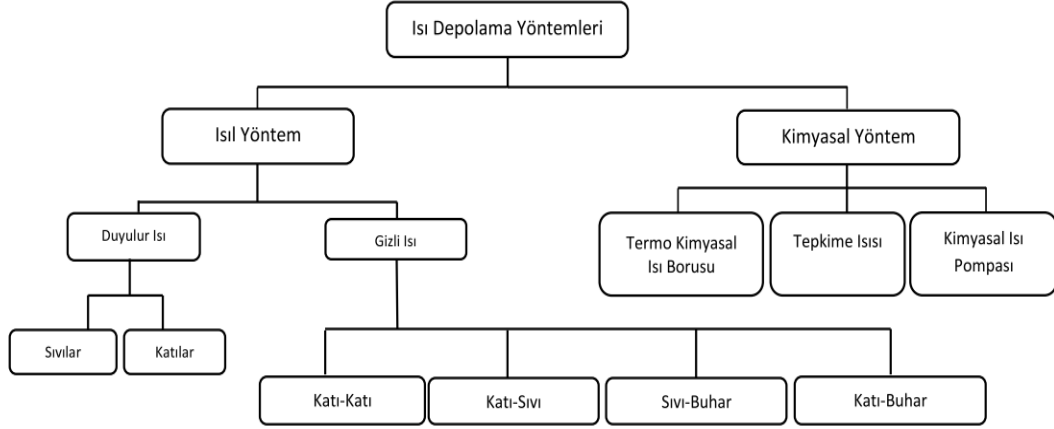 Isı Depolama Yöntemleri
Isıl Yöntem
Kimyasal Yöntem
Duyulur Isı
Gizli Isı
Termo Kimyasal
Isı Borusu
Tepkime Isısı
Kimyasal Isı
Pompası
Sıvılar
Katılar
Katı-Katı
Katı-Sıvı
Sıvı-Buhar
Katı-Buhar